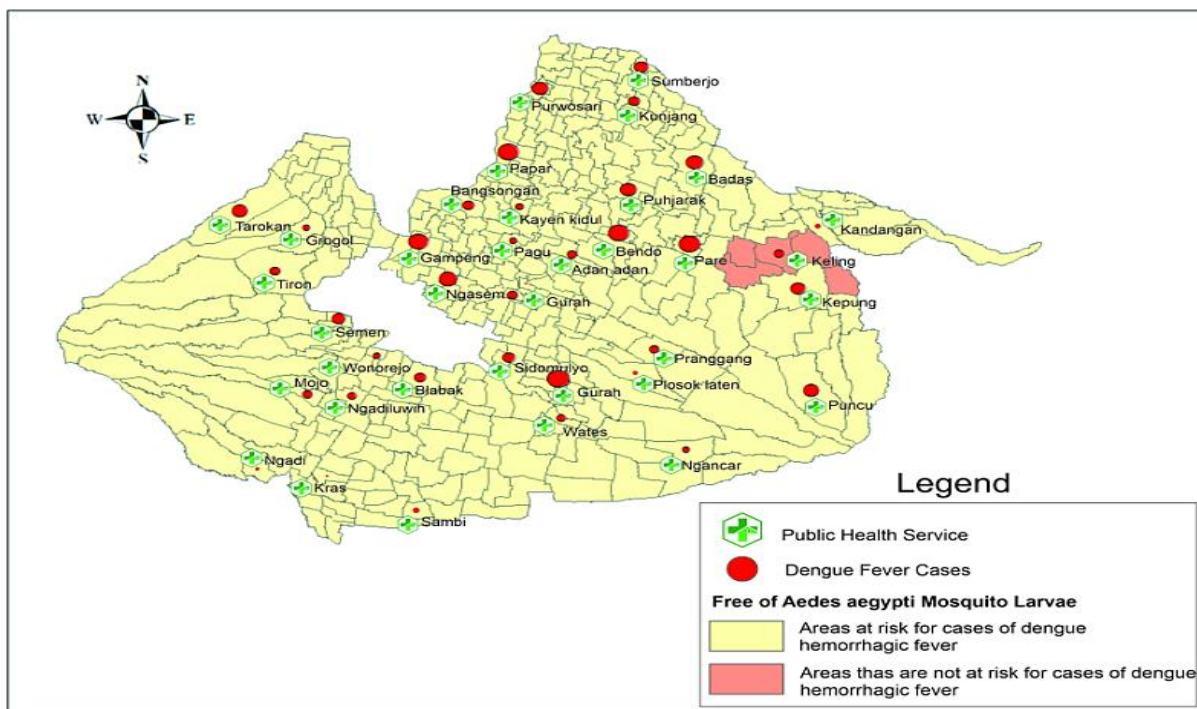 N
W E
S
Sumberjo
Purwosari
Kunjang
Papar
Badas
Bangsongan
Puhjarak
Kayen kidul
Kandangan
Tarokan
Grogol
Gampeng
Pagu
Bendo
Adan adan
Pare
Keling
Tiron
Ngasem
Gurah
Kepung
Semen
Pranggang
Wonorejo
Sidomulyo
Mojo
Blabak
Plosok laten
Gurah
Ngadiluwih
Puncu
Wates
Ngadi
Ngancar
Kras
Sambi
Legend
Public Health Service
Dengue Fever Cases
Free of Aedes aegypti Mosquito Larvae
Areas at risk for cases of dengue
hemorrhagic fever
Areas thas are not at risk for cases of dengue
hemorrhagic fever